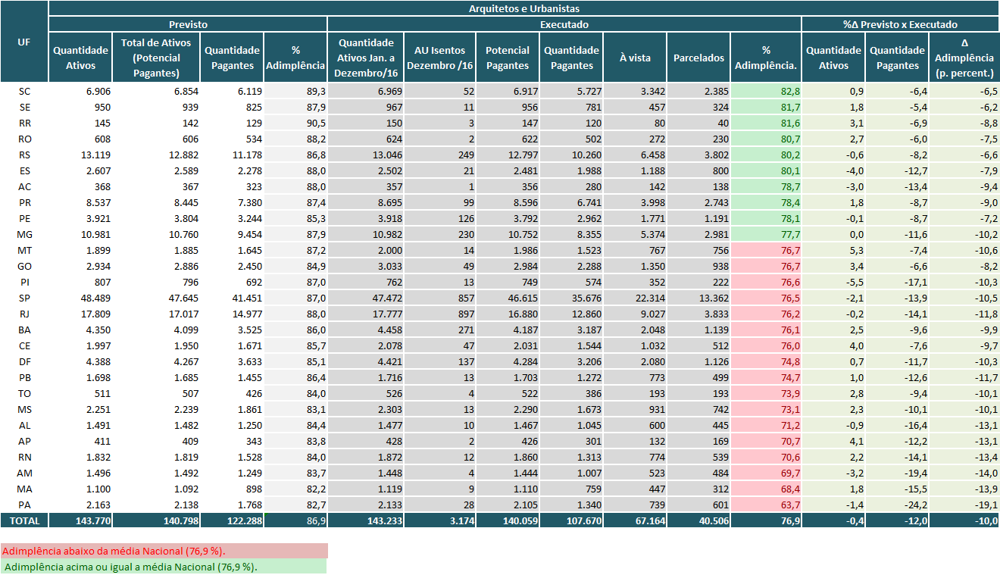 Arquitetos e Urbanistas
UF Previsto Executado %Δ Previsto x Executado
Quantidade Ativos Total de Ativos (Potencial Pagantes) Quantidade Pagantes % Adimplência Quantidade Ativos Jan. a Dezembro/16 AU Isentos Dezembro /16 Potencial Pagantes Quantidade Pagantes À vista Parcelados % Adimplência. Quantidade Ativos Quantidade Pagantes Δ Adimplência (p. percent.)
SC 6.906 6.854 6.119 89,3 6.969 52 6.917 5.727 3.342 2.385 82,8 0,9 -6,4 -6,5
SE 950 939 825 87,9 967 11 956 781 457 324 81,7 1,8 -5,4 -6,2
RR 145 142 129 90,5 150 3 147 120 80 40 81,6 3,1 -6,9 -8,8
RO 608 606 534 88,2 624 2 622 502 272 230 80,7 2,7 -6,0 -7,5
RS 13.119 12.882 11.178 86,8 13.046 249 12.797 10.260 6.458 3.802 80,2 -0,6 -8,2 -6,6
ES 2.607 2.589 2.278 88,0 2.502 21 2.481 1.988 1.188 800 80,1 -4,0 -12,7 -7,9
AC 368 367 323 88,0 357 1 356 280 142 138 78,7 -3,0 -13,4 -9,4
PR 8.537 8.445 7.380 87,4 8.695 99 8.596 6.741 3.998 2.743 78,4 1,8 -8,7 -9,0
PE 3.921 3.804 3.244 85,3 3.918 126 3.792 2.962 1.771 1.191 78,1 -0,1 -8,7 -7,2
MG 10.981 10.760 9.454 87,9 10.982 230 10.752 8.355 5.374 2.981 77,7 0,0 -11,6 -10,2
MT 1.899 1.885 1.645 87,2 2.000 14 1.986 1.523 767 756 76,7 5,3 -7,4 -10,6
GO 2.934 2.886 2.450 84,9 3.033 49 2.984 2.288 1.350 938 76,7 3,4 -6,6 -8,2
PI 807 796 692 87,0 762 13 749 574 352 222 76,6 -5,5 -17,1 -10,3
SP 48.489 47.645 41.451 87,0 47.472 857 46.615 35.676 22.314 13.362 76,5 -2,1 -13,9 -10,5
RJ 17.809 17.017 14.977 88,0 17.777 897 16.880 12.860 9.027 3.833 76,2 -0,2 -14,1 -11,8
BA 4.350 4.099 3.525 86,0 4.458 271 4.187 3.187 2.048 1.139 76,1 2,5 -9,6 -9,9
CE 1.997 1.950 1.671 85,7 2.078 47 2.031 1.544 1.032 512 76,0 4,0 -7,6 -9,7
DF 4.388 4.267 3.633 85,1 4.421 137 4.284 3.206 2.080 1.126 74,8 0,7 -11,7 -10,3
PB 1.698 1.685 1.455 86,4 1.716 13 1.703 1.272 773 499 74,7 1,0 -12,6 -11,7
TO 511 507 426 84,0 526 4 522 386 193 193 73,9 2,8 -9,4 -10,1
MS 2.251 2.239 1.861 83,1 2.303 13 2.290 1.673 931 742 73,1 2,3 -10,1 -10,1
AL 1.491 1.482 1.250 84,4 1.477 10 1.467 1.045 600 445 71,2 -0,9 -16,4 -13,1
AP 411 409 343 83,8 428 2 426 301 132 169 70,7 4,1 -12,2 -13,1
RN 1.832 1.819 1.528 84,0 1.872 12 1.860 1.313 774 539 70,6 2,2 -14,1 -13,4
AM 1.496 1.492 1.249 83,7 1.448 4 1.444 1.007 523 484 69,7 -3,2 -19,4 -14,0
MA 1.100 1.092 898 82,2 1.119 9 1.110 759 447 312 68,4 1,8 -15,5 -13,9
PA 2.163 2.138 1.768 82,7 2.133 28 2.105 1.340 739 601 63,7 -1,4 -24,2 -19,1
TOTAL 143.770 140.798 122.288 86,9 143.233 3.174 140.059 107.670 67.164 40.506 76,9 -0,4 -12,0 -10,0
Adimplência abaixo da média Nacional (76,9 %).
Adimplência acima ou igual a média Nacional (76,9 %).